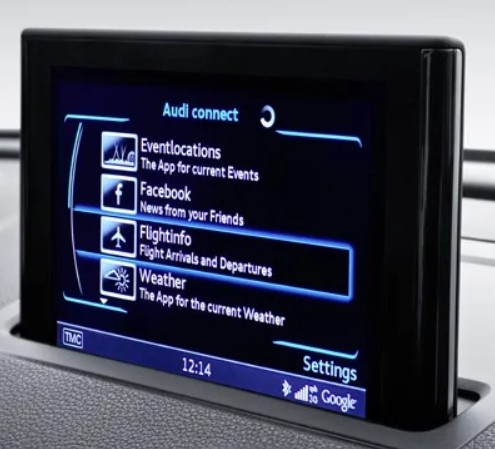 Audi connect
Eventlocations
The App for current Events
f
Facebook
News from your Friends
Flightinfo
Flight Arrivals and Departures
Weather
The App for the current Weather
Settings
TMC
12:14
3G Google